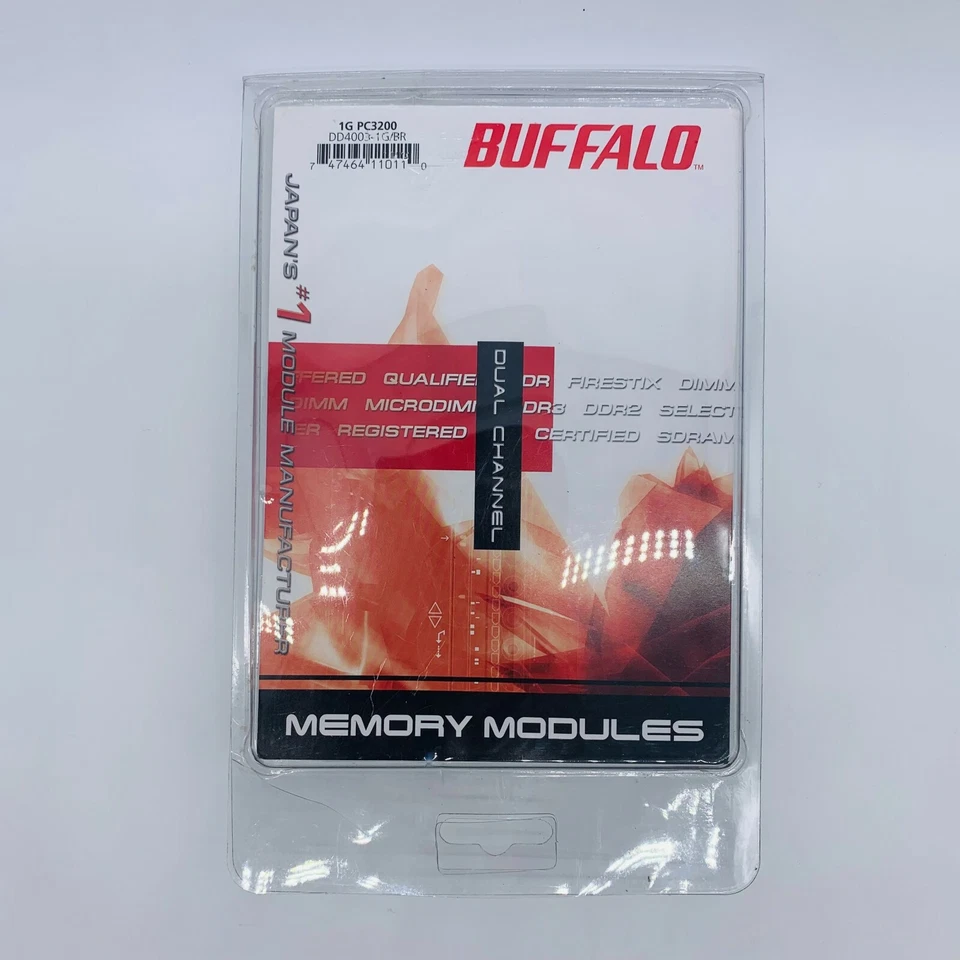 1G PC3200
DD4003-1G/BR
7 47464 11011 0
BUFFALO™
JAPAN'S #1 MODULE MANUFACTURER
DUAL CHANNEL
FFERED QUALIFIE DR FIRESTIX DIMM
DIMM MICRODIMM DR3 DDR2 SELECT
ER REGISTERED CERTIFIED SDRAM
MEMORY MODULES